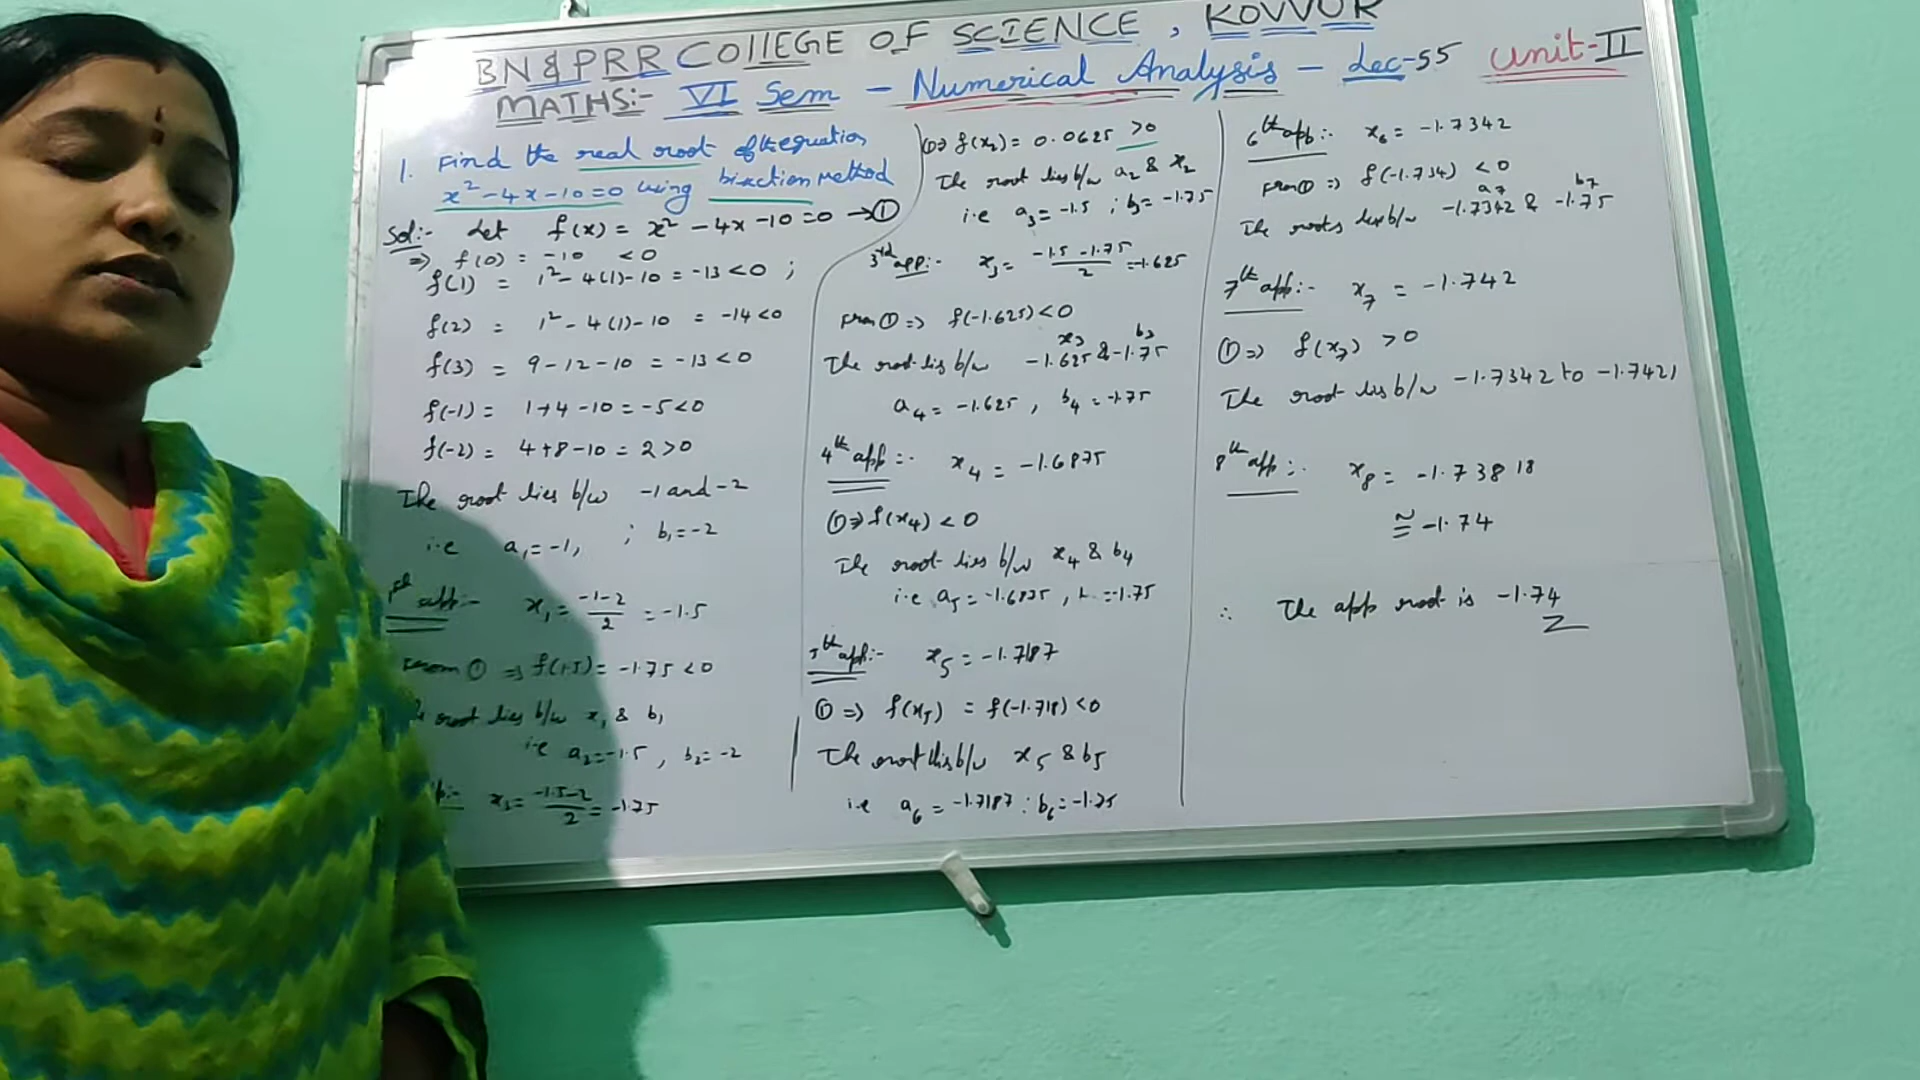 BN & PRR COllEGE OF SCIENCE, KOVVUR
MATHS:- VI Sem - Numerical Analysis - Lec-55 Unit-II
1. Find the real root of the equation
x² - 4x - 10 = 0 using bisection method
Sol:- Let f(x) = x² - 4x - 10 = 0 → ①
⇒ f(0) = -10 < 0
f(1) = 1² - 4(1) - 10 = -13 < 0 ;
f(2) = 1² - 4(1) - 10 = -14 < 0
f(3) = 9 - 12 - 10 = -13 < 0
f(-1) = 1 + 4 - 10 = -5 < 0
f(-2) = 4 + 8 - 10 = 2 > 0
The root lies b/w -1 and -2
i.e a₁ = -1, ; b₁ = -2
app:- x₁ = (-1-2)/2 = -1.5
From ① ⇒ f(1.5) = -1.75 < 0
root lies b/w x₁ & b₁
i.e a₂ = -1.5 , b₂ = -2
= (-1.5-2)/2 = -1.75
① ⇒ f(x₂) = 0.0625 > 0
The root lies b/w a₂ & x₂
i.e a₃ = -1.5 ; b₃ = -1.75
3rd app:- x₃ = (-1.5 - 1.75)/2 = -1.625
From ① ⇒ f(-1.625) < 0
x₃ b₃
The root lis b/w -1.625 & -1.75
a₄ = -1.625 , b₄ = -1.75
4th app:- x₄ = -1.6875
① ⇒ f(x₄) < 0
The root lies b/w x₄ & b₄
i.e a₅ = -1.6875 , = -1.75
5th app:- x₅ = -1.7187
① ⇒ f(x₅) = f(-1.718) < 0
The root lis b/w x₅ & b₅
i.e a₆ = -1.7187 : b₆ = -1.75
6th app:- x₆ = -1.7342
From ① ⇒ f(-1.734) < 0
a₇ b₇
The roots lies b/w -1.7342 & -1.75
7th app:- x₇ = -1.742
① ⇒ f(x₇) > 0
The root lis b/w -1.7342 to -1.7421
8th app:- x₈ = -1.73818
≅ -1.74
∴ The app root is -1.74